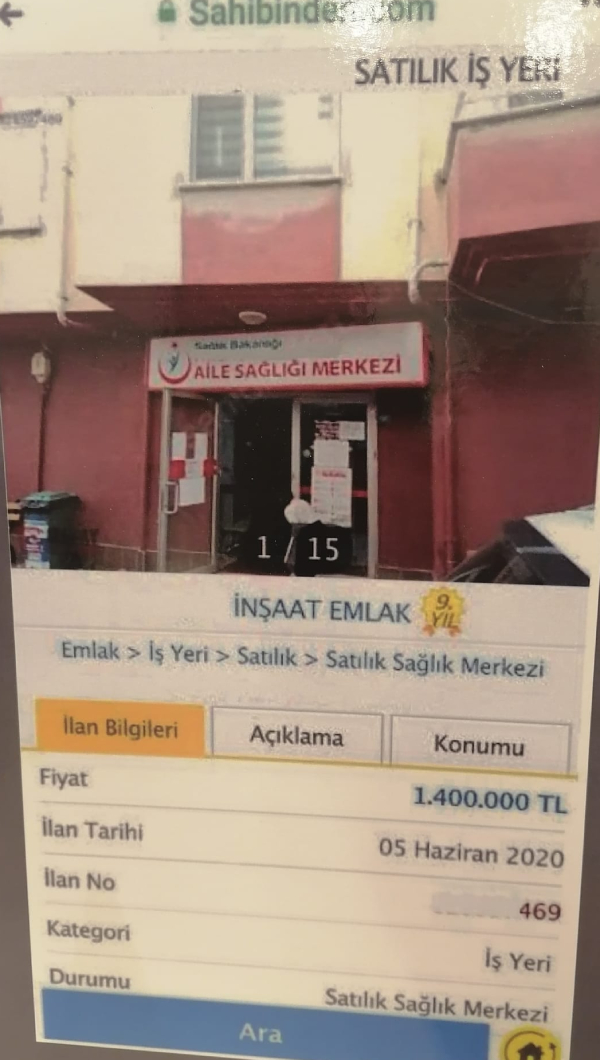 Sahibinden.com
SATILIK İŞ YERİ
Sağlık Bakanlığı
AİLE SAĞLIĞI MERKEZİ
1 / 15
İNŞAAT EMLAK
9.
YIL
Emlak > İş Yeri > Satılık > Satılık Sağlık Merkezi
İlan Bilgileri Açıklama Konumu
Fiyat 1.400.000 TL
İlan Tarihi 05 Haziran 2020
İlan No 469
Kategori İş Yeri
Durumu Satılık Sağlık Merkezi
Ara